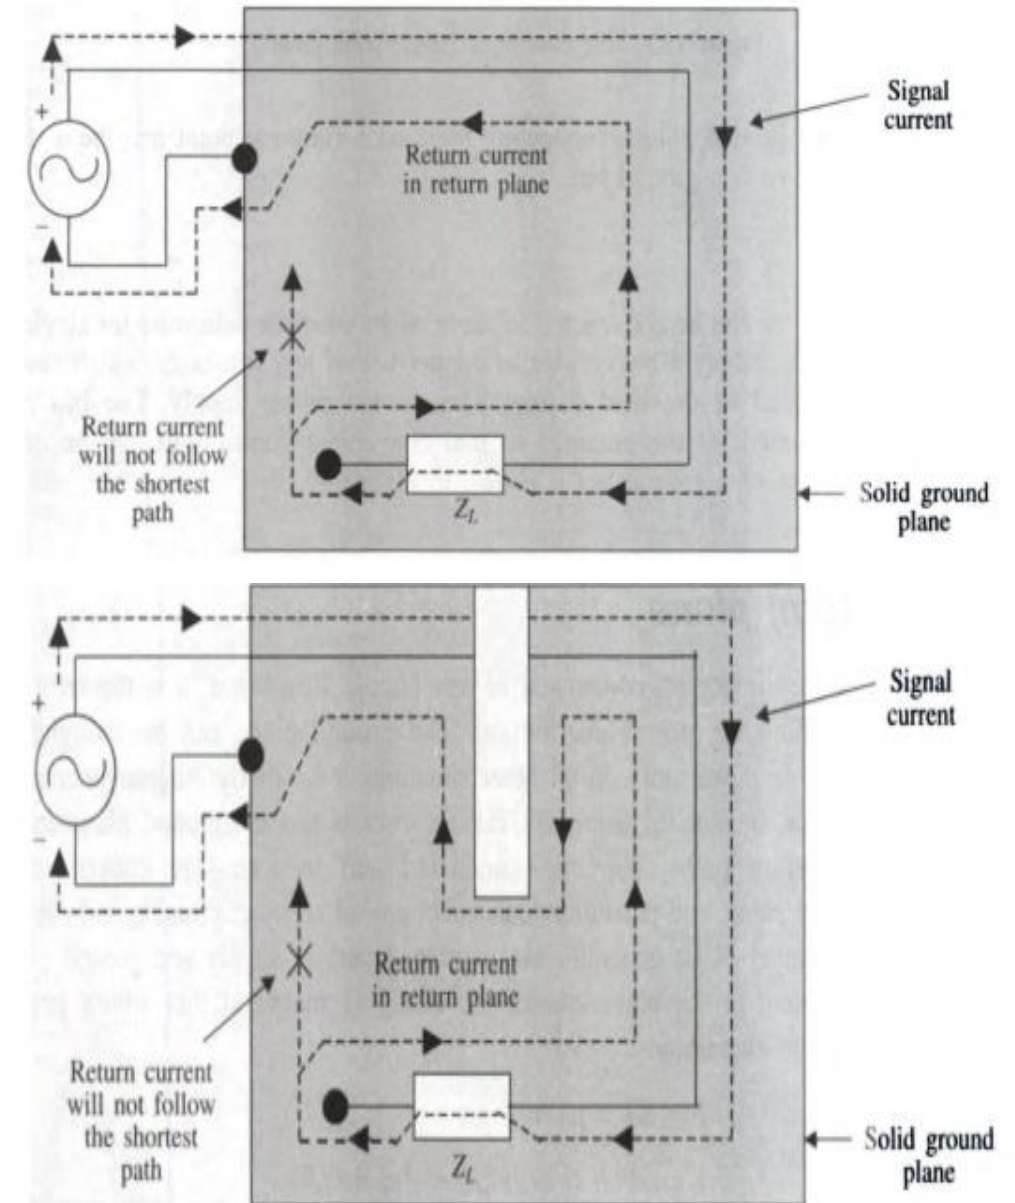 Signal
current
+
Return current
in return plane
−
Return current
will not follow
the shortest
path
Z_L
Solid ground
plane
Signal
current
+
−
Return current
in return plane
Return current
will not follow
the shortest
path
Z_L
Solid ground
plane